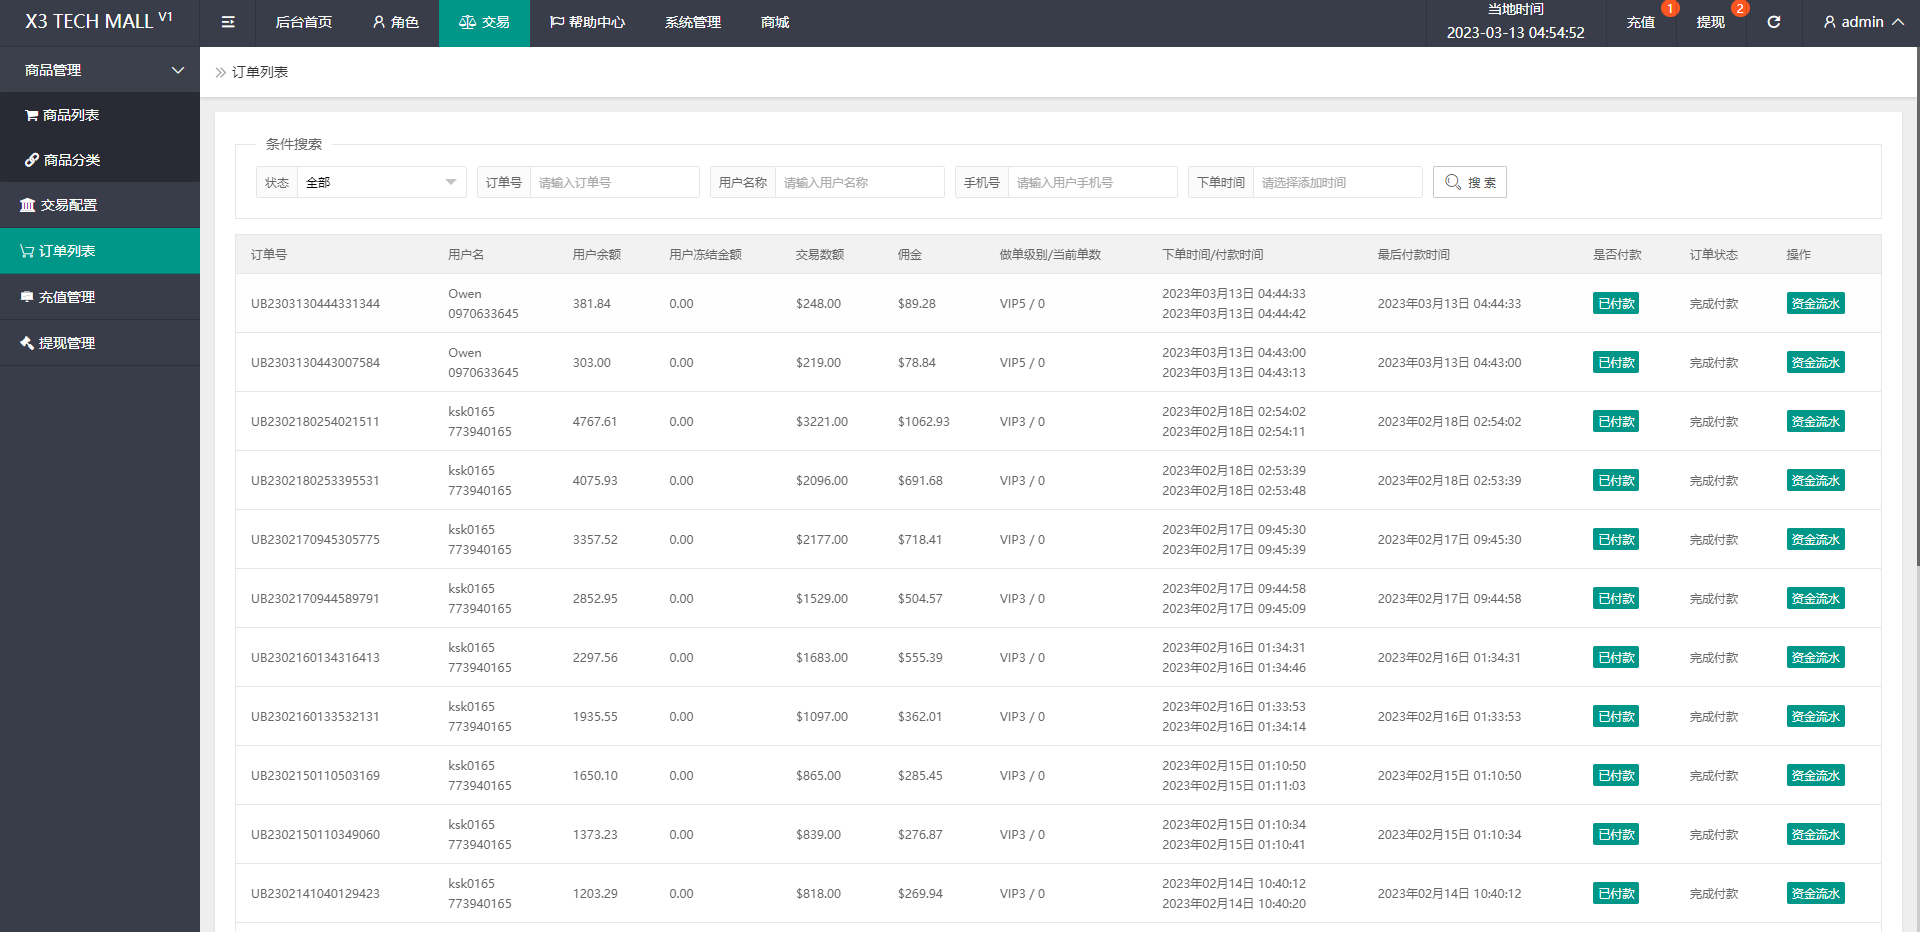 X3 TECH MALL V1
后台首页 角色 交易 帮助中心 系统管理 商城
当地时间
2023-03-13 04:54:52
充值 1 提现 2 admin
商品管理
商品列表
商品分类
交易配置
订单列表
充值管理
提现管理
订单列表
条件搜索
状态 全部 订单号 请输入订单号 用户名称 请输入用户名称 手机号 请输入用户手机号 下单时间 请选择添加时间 搜 索
订单号 用户名 用户余额 用户冻结金额 交易数额 佣金 做单级别/当前单数 下单时间/付款时间 最后付款时间 是否付款 订单状态 操作
UB2303130444331344 Owen 0970633645 381.84 0.00 $248.00 $89.28 VIP5 / 0 2023年03月13日 04:44:33 2023年03月13日 04:44:42 2023年03月13日 04:44:33 已付款 完成付款 资金流水
UB2303130443007584 Owen 0970633645 303.00 0.00 $219.00 $78.84 VIP5 / 0 2023年03月13日 04:43:00 2023年03月13日 04:43:13 2023年03月13日 04:43:00 已付款 完成付款 资金流水
UB2302180254021511 ksk0165 773940165 4767.61 0.00 $3221.00 $1062.93 VIP3 / 0 2023年02月18日 02:54:02 2023年02月18日 02:54:11 2023年02月18日 02:54:02 已付款 完成付款 资金流水
UB2302180253395531 ksk0165 773940165 4075.93 0.00 $2096.00 $691.68 VIP3 / 0 2023年02月18日 02:53:39 2023年02月18日 02:53:48 2023年02月18日 02:53:39 已付款 完成付款 资金流水
UB2302170945305775 ksk0165 773940165 3357.52 0.00 $2177.00 $718.41 VIP3 / 0 2023年02月17日 09:45:30 2023年02月17日 09:45:39 2023年02月17日 09:45:30 已付款 完成付款 资金流水
UB2302170944589791 ksk0165 773940165 2852.95 0.00 $1529.00 $504.57 VIP3 / 0 2023年02月17日 09:44:58 2023年02月17日 09:45:09 2023年02月17日 09:44:58 已付款 完成付款 资金流水
UB2302160134316413 ksk0165 773940165 2297.56 0.00 $1683.00 $555.39 VIP3 / 0 2023年02月16日 01:34:31 2023年02月16日 01:34:46 2023年02月16日 01:34:31 已付款 完成付款 资金流水
UB2302160133532131 ksk0165 773940165 1935.55 0.00 $1097.00 $362.01 VIP3 / 0 2023年02月16日 01:33:53 2023年02月16日 01:34:14 2023年02月16日 01:33:53 已付款 完成付款 资金流水
UB2302150110503169 ksk0165 773940165 1650.10 0.00 $865.00 $285.45 VIP3 / 0 2023年02月15日 01:10:50 2023年02月15日 01:11:03 2023年02月15日 01:10:50 已付款 完成付款 资金流水
UB2302150110349060 ksk0165 773940165 1373.23 0.00 $839.00 $276.87 VIP3 / 0 2023年02月15日 01:10:34 2023年02月15日 01:10:41 2023年02月15日 01:10:34 已付款 完成付款 资金流水
UB2302141040129423 ksk0165 773940165 1203.29 0.00 $818.00 $269.94 VIP3 / 0 2023年02月14日 10:40:12 2023年02月14日 10:40:20 2023年02月14日 10:40:12 已付款 完成付款 资金流水